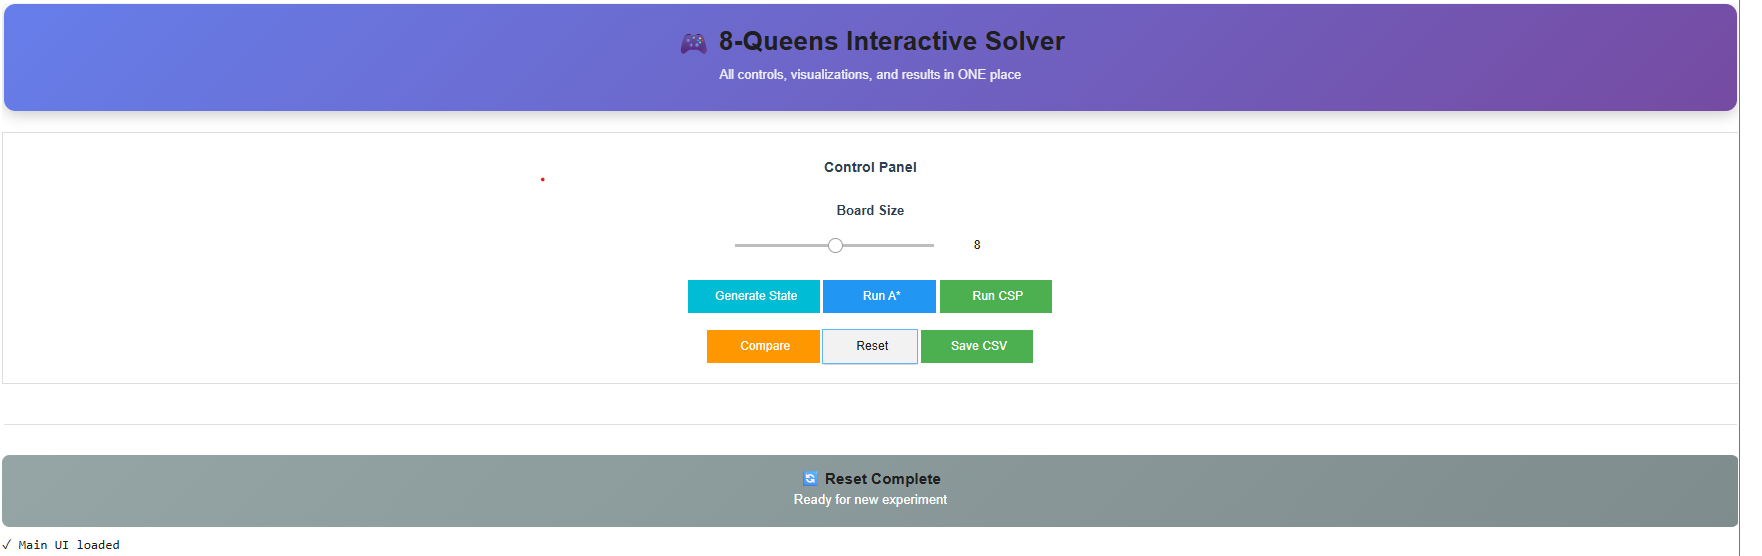 🎮 8-Queens Interactive Solver
All controls, visualizations, and results in ONE place
Control Panel
Board Size
8
Generate State Run A* Run CSP
Compare Reset Save CSV
🔄 Reset Complete
Ready for new experiment
✓ Main UI loaded